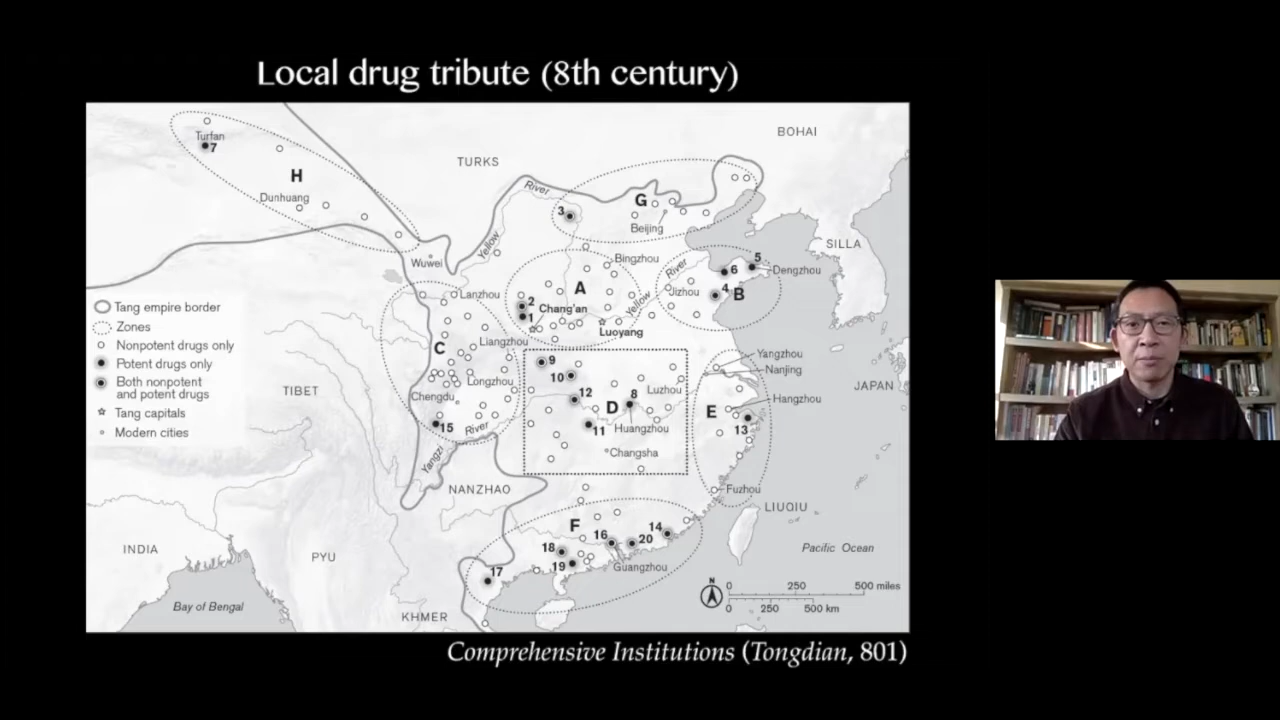 Local drug tribute (8th century)
BOHAI
Turfan
7
TURKS
H
River
G
Dunhuang
3
Beijing
SILLA
Yellow
Wuwei
Bingzhou
River
5
6
Dengzhou
Lanzhou
A
Jizhou
4
B
2
Chang'an
Yellow
1
Luoyang
Tang empire border
Zones
Nonpotent drugs only
Potent drugs only
Both nonpotent
and potent drugs
Tang capitals
Modern cities
C
Liangzhou
9
Yangzhou
10
Nanjing
TIBET
Longzhou
12
8
Luzhou
JAPAN
Chengdu
D
E
Hangzhou
15
River
11
Huangzhou
13
Yangzi
Changsha
NANZHAO
Fuzhou
LIUQIU
F
14
16
20
INDIA
PYU
18
Pacific Ocean
19
Guangzhou
17
N
0
250
500 miles
0
250
500 km
Bay of Bengal
KHMER
Comprehensive Institutions (Tongdian, 801)